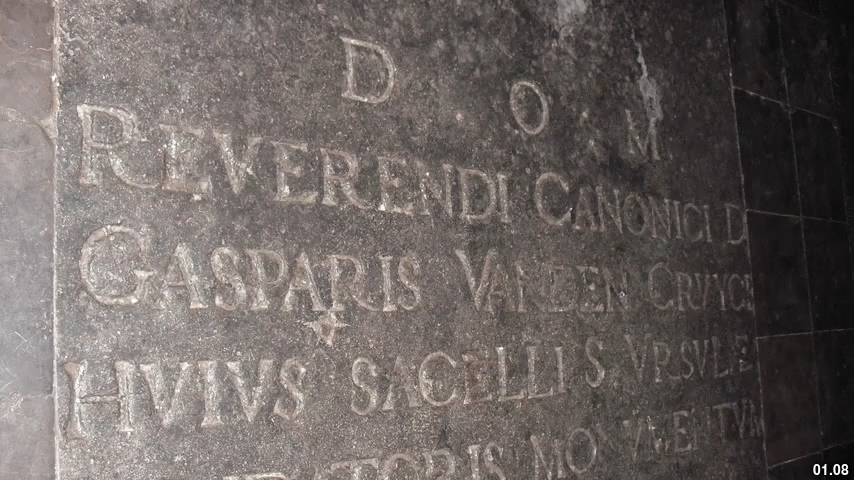 D O M
REVERENDI CANONICI D
GASPARIS VANDEN CRVYCE
HVIVS SACELLI S. VRSVLÆ
MONVMENTVM
01.08